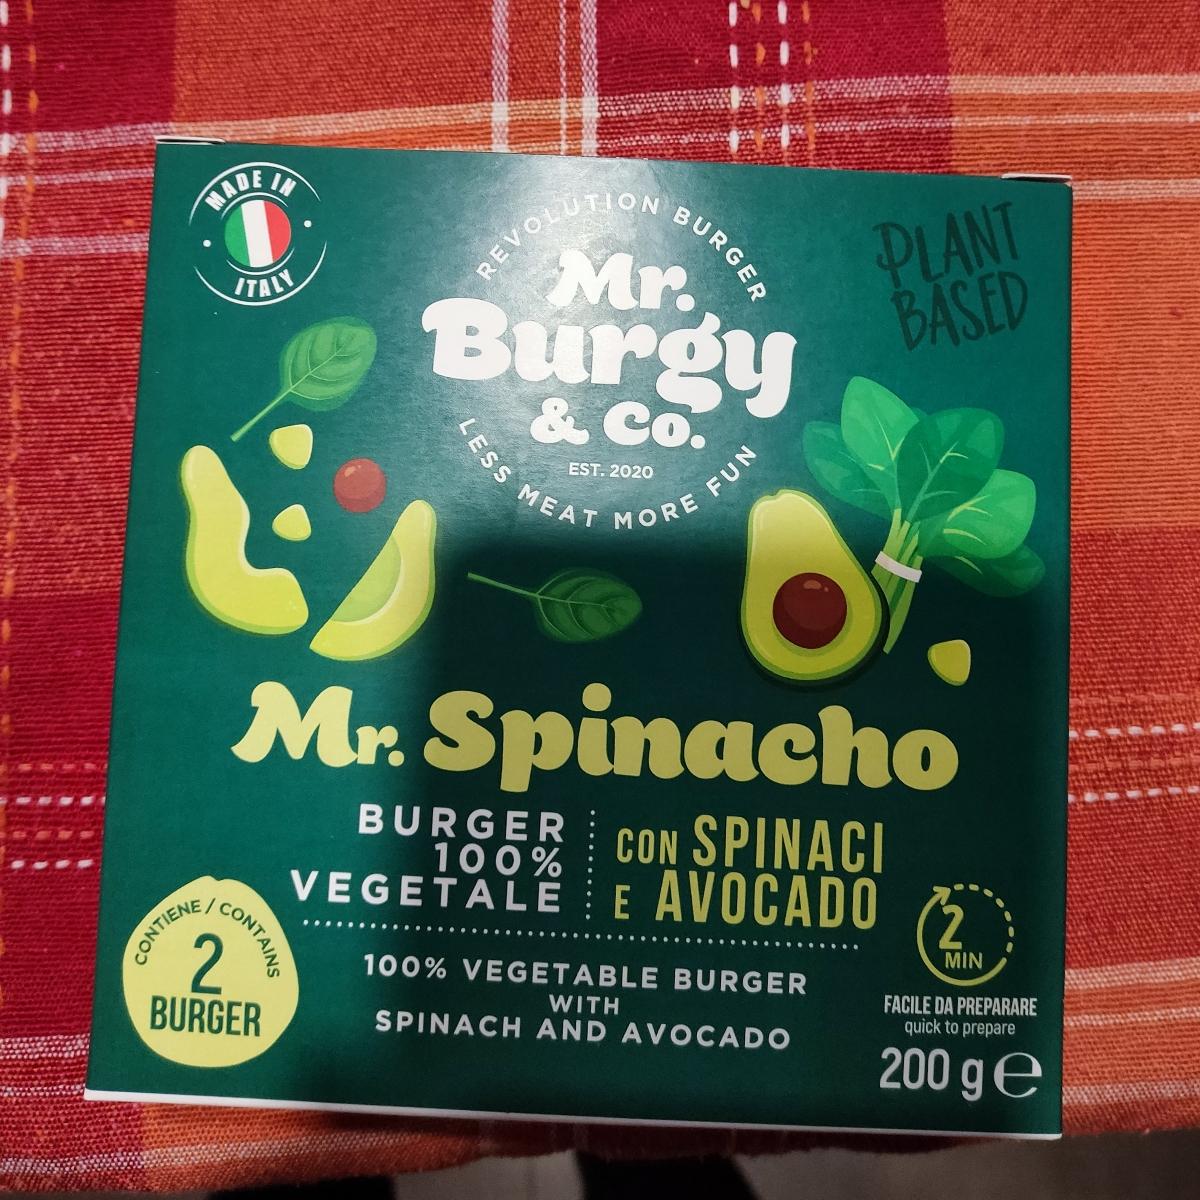 MADE IN
ITALY
REVOLUTION BURGER
Mr.
Burgy
& Co.
EST. 2020
LESS MEAT MORE FUN
PLANT
BASED
Mr. Spinacho
BURGER
100%
VEGETALE
CON SPINACI
E AVOCADO
100% VEGETABLE BURGER
WITH
SPINACH AND AVOCADO
CONTIENE / CONTAINS
2
BURGER
2
MIN
FACILE DA PREPARARE
quick to prepare
200 g ℮